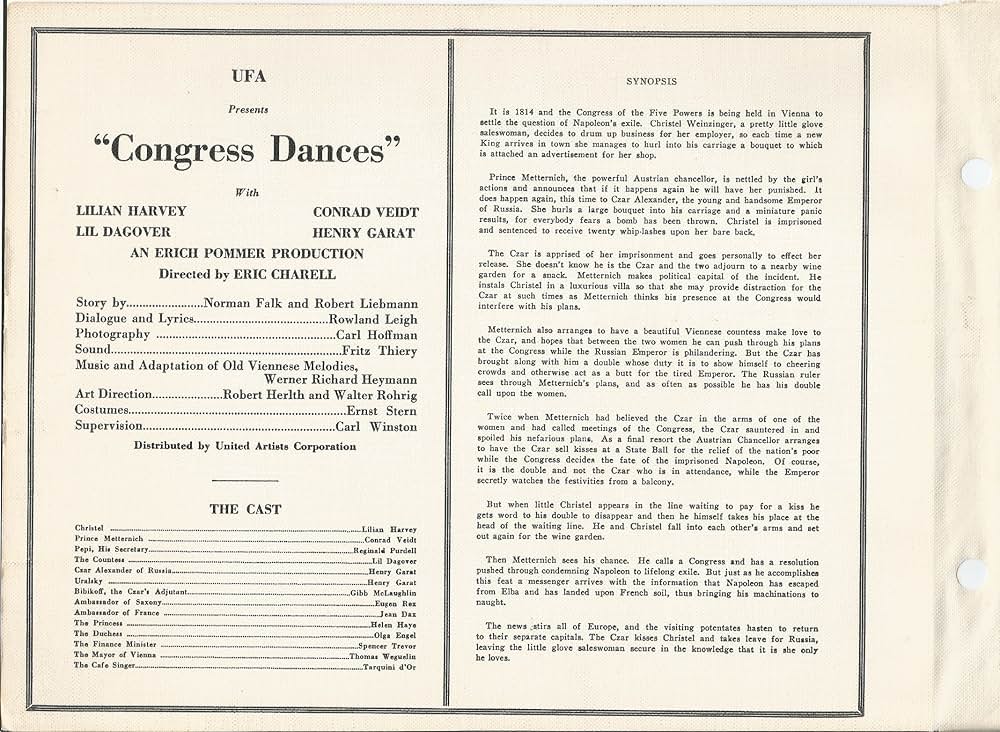 UFA
Presents
“Congress Dances”
With
LILIAN HARVEY CONRAD VEIDT
LIL DAGOVER HENRY GARAT
AN ERICH POMMER PRODUCTION
Directed by ERIC CHARELL
Story by........................Norman Falk and Robert Liebmann
Dialogue and Lyrics................................Rowland Leigh
Photography ..........................................Carl Hoffman
Sound......................................................Fritz Thiery
Music and Adaptation of Old Viennese Melodies,
Werner Richard Heymann
Art Direction................Robert Herlth and Walter Rohrig
Costumes..................................................Ernst Stern
Supervision.............................................Carl Winston
Distributed by United Artists Corporation
THE CAST
Christel ........................................Lilian Harvey
Prince Metternich ........................................Conrad Veidt
Pepi, His Secretary........................................Reginald Purdell
The Countess ........................................Lil Dagover
Czar Alexander of Russia........................................Henry Garat
Uralsky ........................................Henry Garat
Bibikoff, the Czar's Adjutant........................................Gibb McLaughlin
Ambassador of Saxony........................................Eugen Rex
Ambassador of France ........................................Jean Dax
The Princess ........................................Helen Haye
The Duchess ........................................Olga Engel
The Finance Minister ........................................Spencer Trevor
The Mayor of Vienna ........................................Thomas Weguelin
The Cafe Singer........................................Tarquini d'Or
SYNOPSIS
It is 1814 and the Congress of the Five Powers is being held in Vienna to
settle the question of Napoleon's exile. Christel Weinzinger, a pretty little glove
saleswoman, decides to drum up business for her employer, so each time a new
King arrives in town she manages to hurl into his carriage a bouquet to which
is attached an advertisement for her shop.
Prince Metternich, the powerful Austrian chancellor, is nettled by the girl's
actions and announces that if it happens again he will have her punished. It
does happen again, this time to Czar Alexander, the young and handsome Emperor
of Russia. She hurls a large bouquet into his carriage and a miniature panic
results, for everybody fears a bomb has been thrown. Christel is imprisoned
and sentenced to receive twenty whip-lashes upon her bare back.
The Czar is apprised of her imprisonment and goes personally to effect her
release. She doesn't know he is the Czar and the two adjourn to a nearby wine
garden for a smack. Metternich makes political capital of the incident. He
instals Christel in a luxurious villa so that she may provide distraction for the
Czar at such times as Metternich thinks his presence at the Congress would
interfere with his plans.
Metternich also arranges to have a beautiful Viennese countess make love to
the Czar, and hopes that between the two women he can push through his plans
at the Congress while the Russian Emperor is philandering. But the Czar has
brought along with him a double whose duty it is to show himself to cheering
crowds and otherwise act as a butt for the tired Emperor. The Russian ruler
sees through Metternich's plans, and as often as possible he has his double
call upon the women.
Twice when Metternich had believed the Czar in the arms of one of the
women and had called meetings of the Congress, the Czar sauntered in and
spoiled his nefarious plans. As a final resort the Austrian Chancellor arranges
to have the Czar sell kisses at a State Ball for the relief of the nation's poor
while the Congress decides the fate of the imprisoned Napoleon. Of course,
it is the double and not the Czar who is in attendance, while the Emperor
secretly watches the festivities from a balcony.
But when little Christel appears in the line waiting to pay for a kiss he
gets word to his double to disappear and then he himself takes his place at the
head of the waiting line. He and Christel fall into each other's arms and set
out again for the wine garden.
Then Metternich sees his chance. He calls a Congress and has a resolution
pushed through condemning Napoleon to lifelong exile. But just as he accomplishes
this feat a messenger arrives with the information that Napoleon has escaped
from Elba and has landed upon French soil, thus bringing his machinations to
naught.
The news stirs all of Europe, and the visiting potentates hasten to return
to their separate capitals. The Czar kisses Christel and takes leave for Russia,
leaving the little glove saleswoman secure in the knowledge that it is she only
he loves.